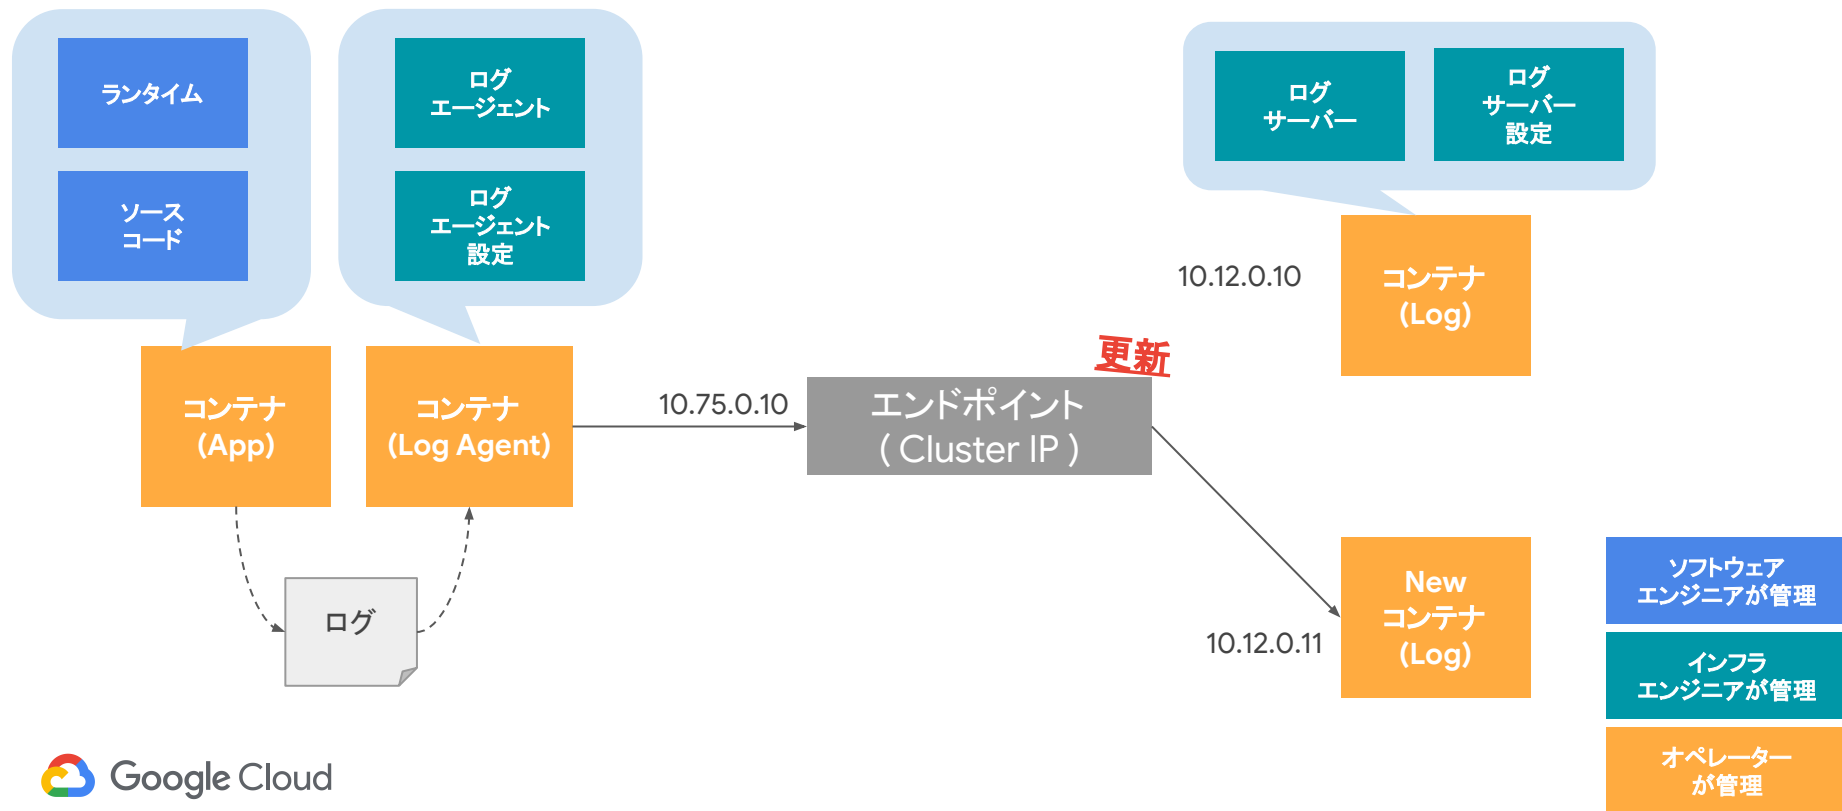 ランタイム
ソース
コード
ログ
エージェント
ログ
エージェント
設定
ログ
サーバー
ログ
サーバー
設定
コンテナ
(App)
コンテナ
(Log Agent)
10.75.0.10
エンドポイント
( Cluster IP )
更新
10.12.0.10
コンテナ
(Log)
ログ
10.12.0.11
New
コンテナ
(Log)
ソフトウェア
エンジニアが管理
インフラ
エンジニアが管理
オペレーター
が管理
Google Cloud